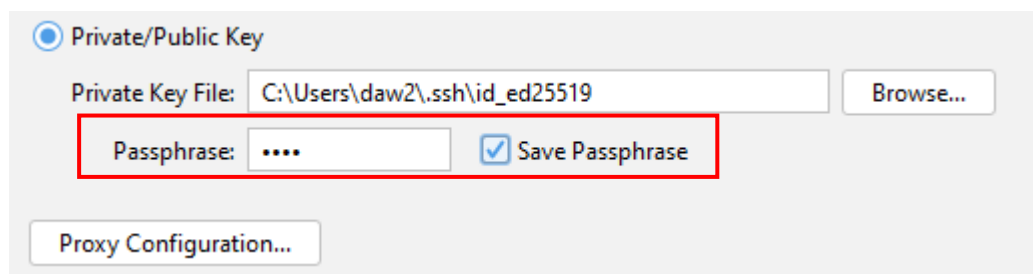 Private/Public Key
Private Key File: C:\Users\daw2\.ssh\id_ed25519 Browse...
Passphrase: •••• Save Passphrase
Proxy Configuration...